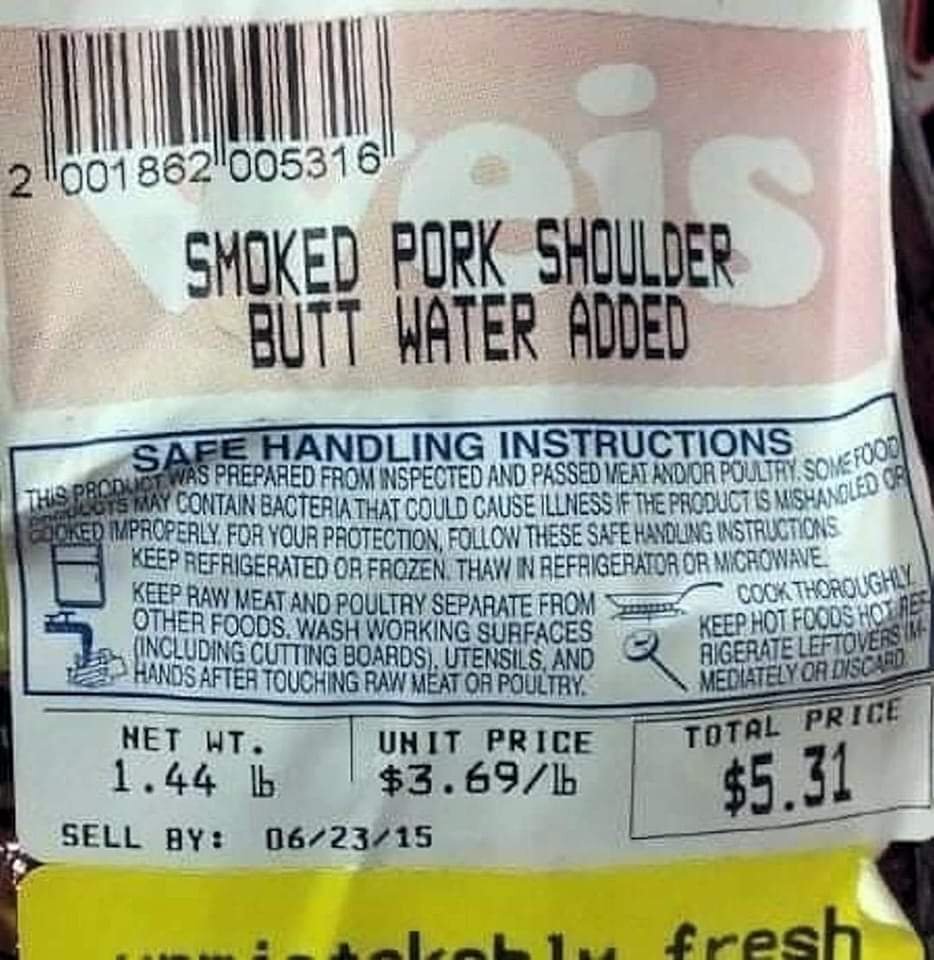 2 001862 005316
weis
SMOKED PORK SHOULDER
BUTT WATER ADDED
SAFE HANDLING INSTRUCTIONS
THIS PRODUCT WAS PREPARED FROM INSPECTED AND PASSED MEAT AND/OR POULTRY. SOME FOOD
PRODUCTS MAY CONTAIN BACTERIA THAT COULD CAUSE ILLNESS IF THE PRODUCT IS MISHANDLED OR
COOKED IMPROPERLY. FOR YOUR PROTECTION, FOLLOW THESE SAFE HANDLING INSTRUCTIONS.
KEEP REFRIGERATED OR FROZEN. THAW IN REFRIGERATOR OR MICROWAVE.
KEEP RAW MEAT AND POULTRY SEPARATE FROM
OTHER FOODS. WASH WORKING SURFACES
(INCLUDING CUTTING BOARDS), UTENSILS, AND
HANDS AFTER TOUCHING RAW MEAT OR POULTRY.
COOK THOROUGHLY.
KEEP HOT FOODS HOT. REF-
RIGERATE LEFTOVERS IM-
MEDIATELY OR DISCARD.
NET WT.
1.44 lb
UNIT PRICE
$3.69/lb
TOTAL PRICE
$5.31
SELL BY: 06/23/15
fresh